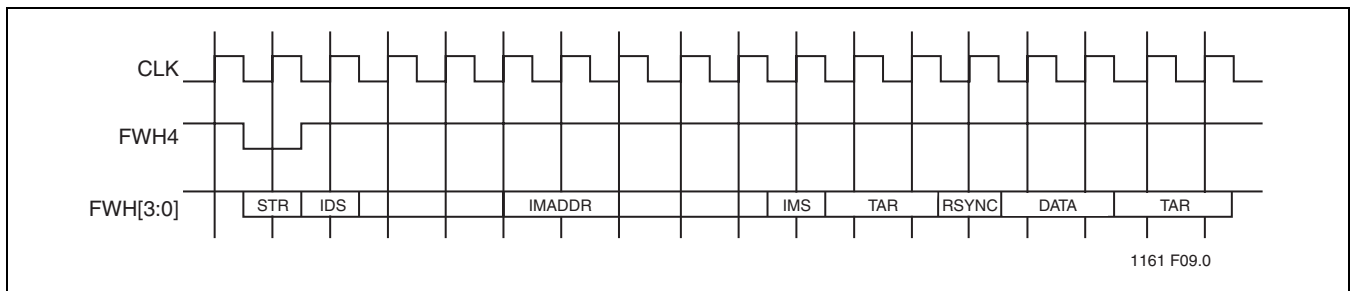 CLK
FWH4
FWH[3:0]
STR IDS IMADDR IMS TAR RSYNC DATA TAR
1161 F09.0